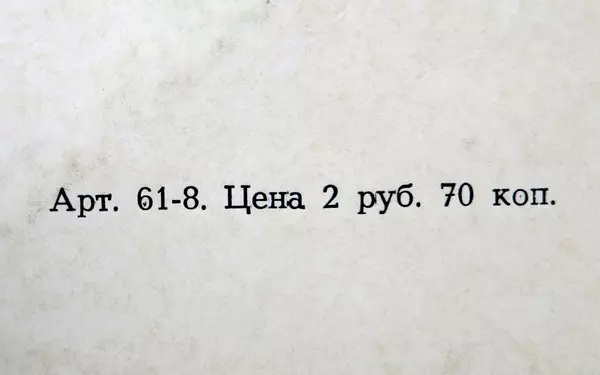 Арт. 61-8. Цена 2 руб. 70 коп.